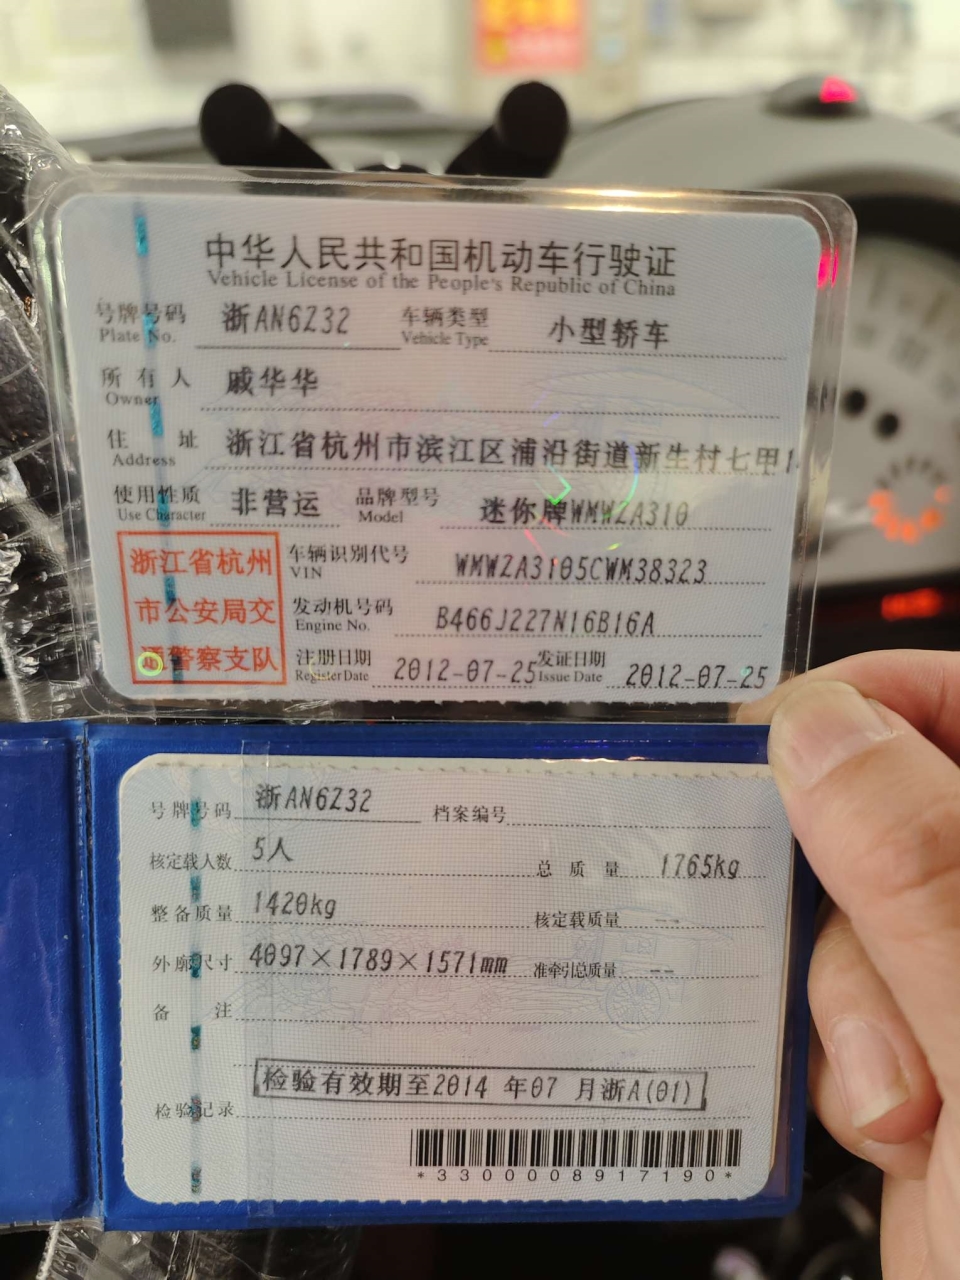 中华人民共和国机动车行驶证
Vehicle License of the People's Republic of China
号牌号码 浙AN6Z32 车辆类型 小型轿车
Plate No. Vehicle Type
所有人 戚华华
Owner
住址 浙江省杭州市滨江区浦沿街道新生村七甲1
Address
使用性质 非营运 品牌型号 迷你牌WMWZA310
Use Character Model
浙江省杭州
市公安局交
通警察支队
车辆识别代号 WMWZA3105CWM38323
VIN
发动机号码 B466J227N16B16A
Engine No.
注册日期 2012-07-25 发证日期 2012-07-25
Register Date Issue Date
号牌号码 浙AN6Z32 档案编号
核定载人数 5人 总质量 1765kg
整备质量 1420kg 核定载质量 --
外廓尺寸 4097×1789×1571mm 准牵引总质量 --
备注
检验有效期至2014 年07 月浙A(01)
检验记录
*3300008917190*